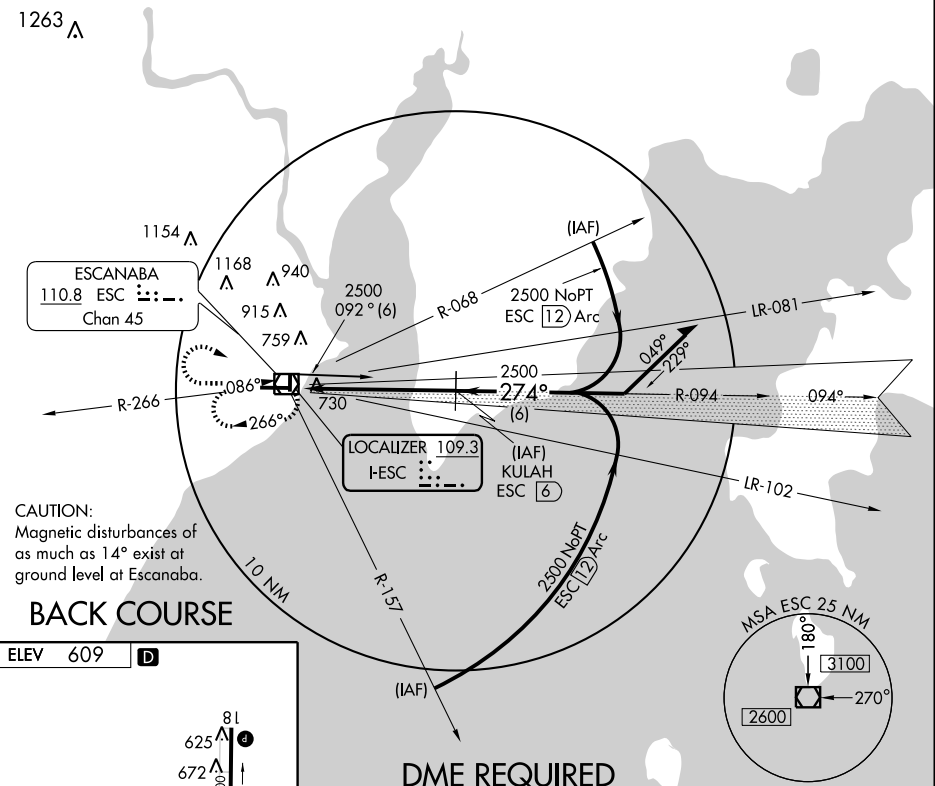 1263
1154
1168
940
915
759
ESCANABA
110.8 ESC
Chan 45
2500
092° (6)
R-068
(IAF)
2500 NoPT
ESC 12 Arc
LR-081
049°
229°
2500
274°
(6)
R-094
094°
086°
R-266
266°
730
LOCALIZER 109.3
I-ESC
(IAF)
KULAH
ESC 6
LR-102
CAUTION:
Magnetic disturbances of
as much as 14° exist at
ground level at Escanaba.
10 NM
R-157
2500 NoPT
ESC 12 Arc
(IAF)
BACK COURSE
MSA ESC 25 NM
180°
3100
270°
2600
ELEV 609 D
18
P
625
672
DME REQUIRED